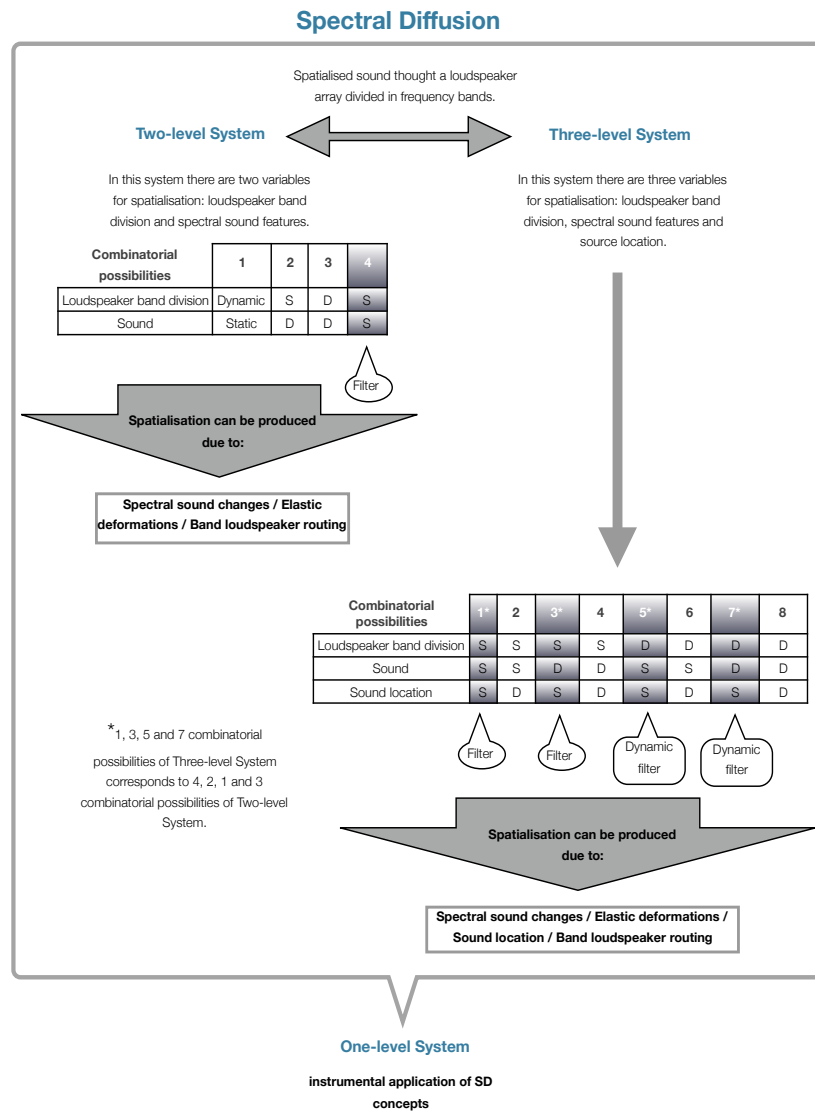 Spectral Diffusion
Spatialised sound thought a loudspeaker
array divided in frequency bands.
Two-level System
Three-level System
In this system there are two variables
for spatialisation: loudspeaker band
division and spectral sound features.
In this system there are three variables
for spatialisation: loudspeaker band
division, spectral sound features and
source location.
Combinatorial
possibilities 1 2 3 4
Loudspeaker band division Dynamic S D S
Sound Static D D S
Filter
Spatialisation can be produced
due to:
Spectral sound changes / Elastic
deformations / Band loudspeaker routing
Combinatorial
possibilities 1* 2 3* 4 5* 6 7* 8
Loudspeaker band division S S S S D D D D
Sound S S D D S S D D
Sound location S D S D S D S D
Filter
Filter
Dynamic
filter
Dynamic
filter
*1, 3, 5 and 7 combinatorial
possibilities of Three-level System
corresponds to 4, 2, 1 and 3
combinatorial possibilities of Two-level
System.
Spatialisation can be produced
due to:
Spectral sound changes / Elastic deformations /
Sound location / Band loudspeaker routing
One-level System
instrumental application of SD
concepts